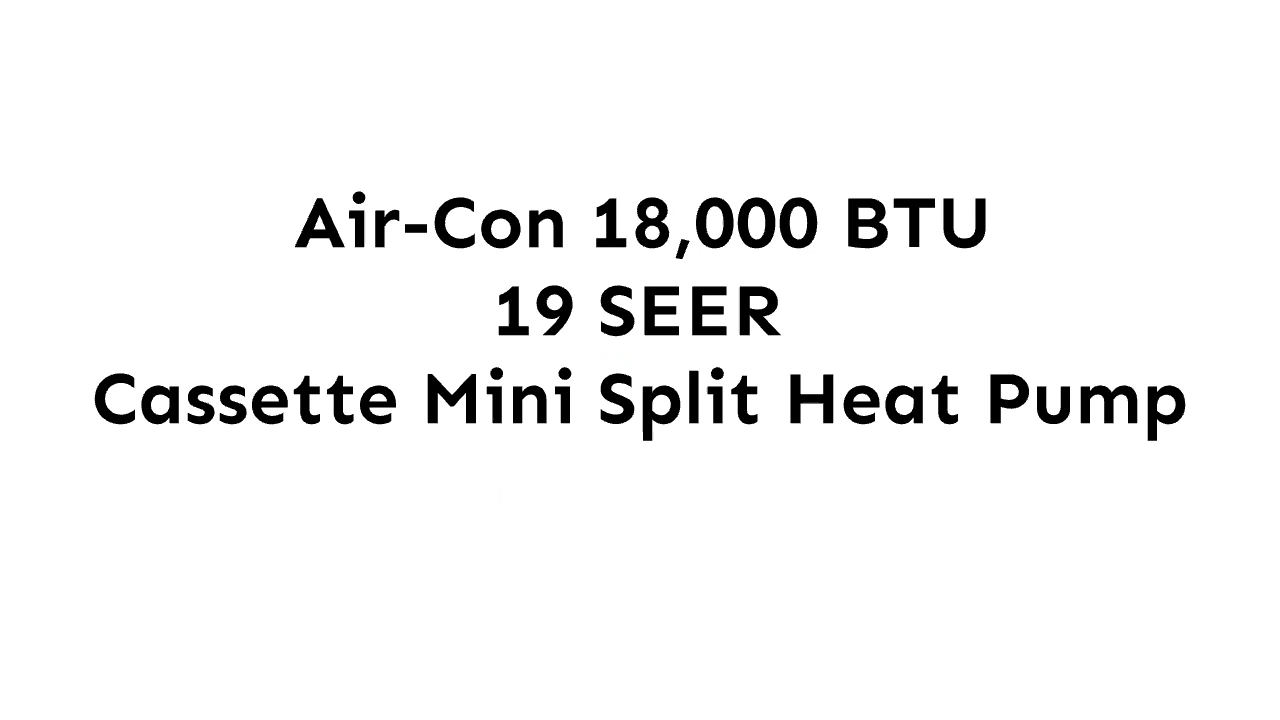 Air-Con 18,000 BTU
19 SEER
Cassette Mini Split Heat Pump